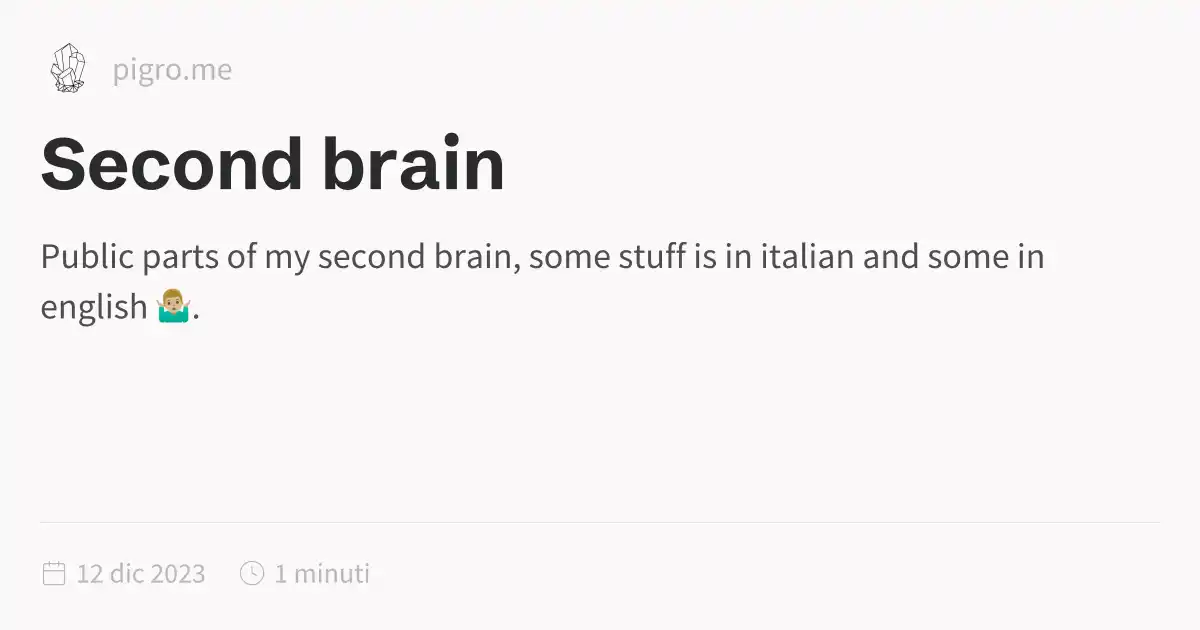 pigro.me
Second brain
Public parts of my second brain, some stuff is in italian and some in
english 🤷🏼‍♂️.
12 dic 2023
1 minuti